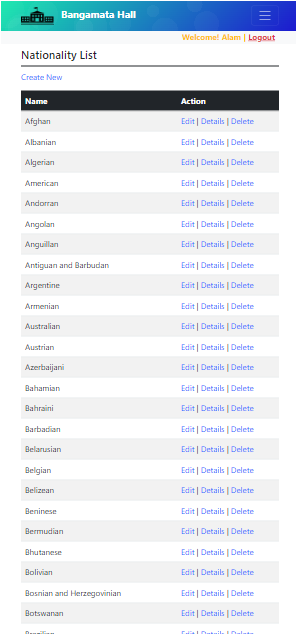 Bangamata Hall
Welcome! Alam | Logout
Nationality List
Create New
Name Action
Afghan Edit | Details | Delete
Albanian Edit | Details | Delete
Algerian Edit | Details | Delete
American Edit | Details | Delete
Andorran Edit | Details | Delete
Angolan Edit | Details | Delete
Anguillan Edit | Details | Delete
Antiguan and Barbudan Edit | Details | Delete
Argentine Edit | Details | Delete
Armenian Edit | Details | Delete
Australian Edit | Details | Delete
Austrian Edit | Details | Delete
Azerbaijani Edit | Details | Delete
Bahamian Edit | Details | Delete
Bahraini Edit | Details | Delete
Barbadian Edit | Details | Delete
Belarusian Edit | Details | Delete
Belgian Edit | Details | Delete
Belizean Edit | Details | Delete
Beninese Edit | Details | Delete
Bermudian Edit | Details | Delete
Bhutanese Edit | Details | Delete
Bolivian Edit | Details | Delete
Bosnian and Herzegovinian Edit | Details | Delete
Botswanan Edit | Details | Delete
Brazilian Edit | Details | Delete